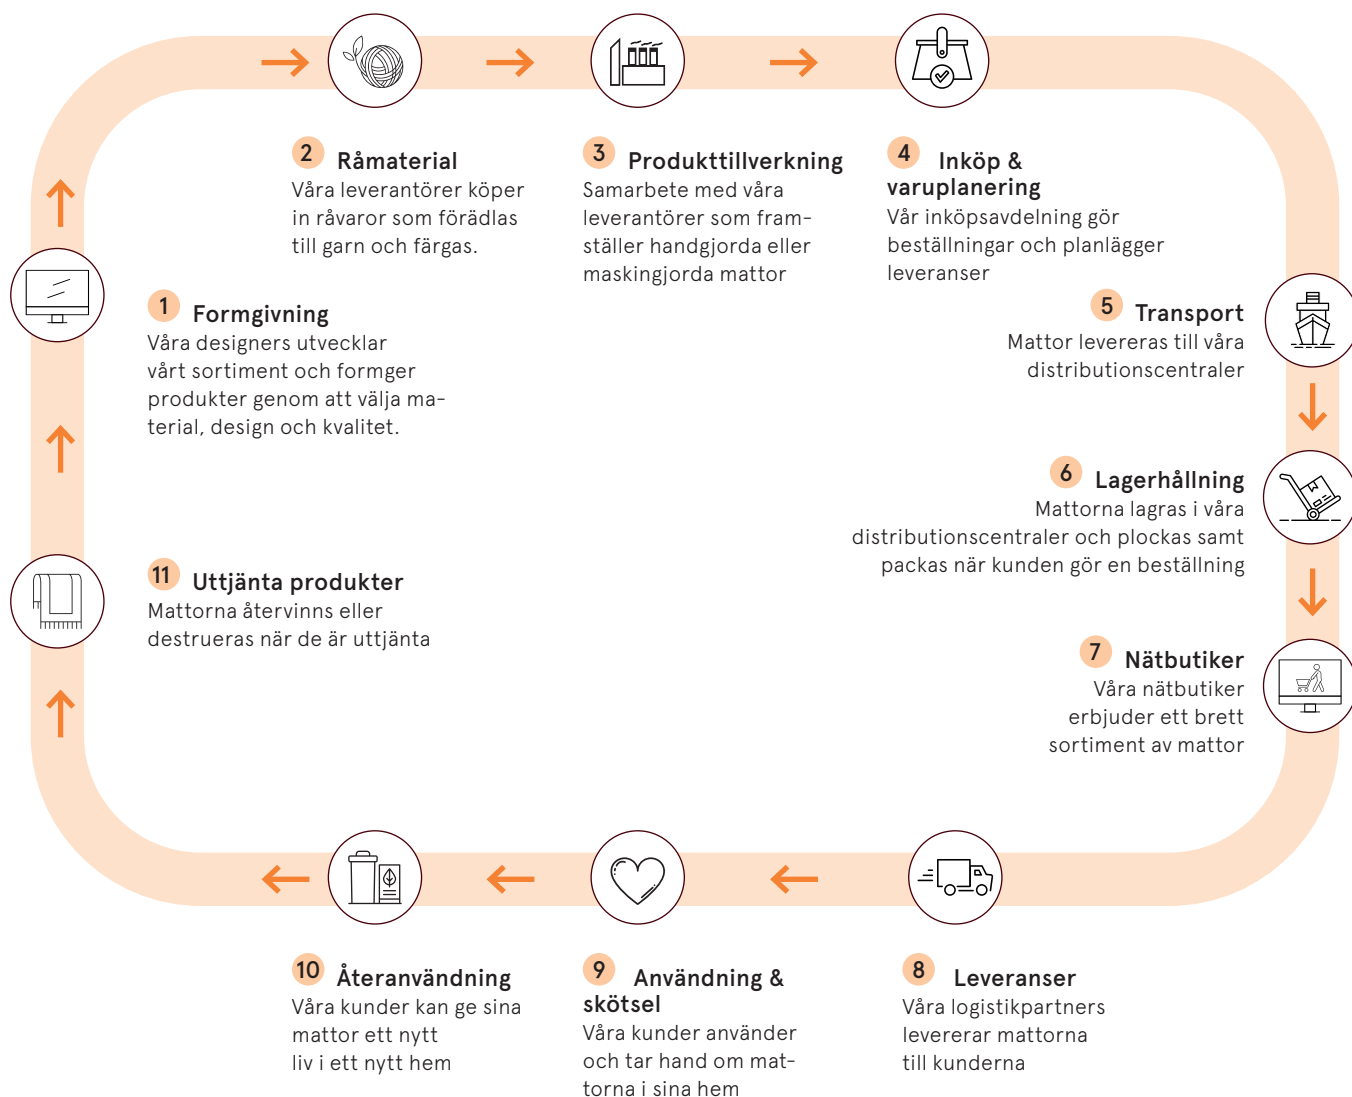 1 Formgivning
Våra designers utvecklar
vårt sortiment och formger
produkter genom att välja ma-
terial, design och kvalitet.
2 Råmaterial
Våra leverantörer köper
in råvaror som förädlas
till garn och färgas.
3 Produkttillverkning
Samarbete med våra
leverantörer som fram-
ställer handgjorda eller
maskingjorda mattor
4 Inköp &
varuplanering
Vår inköpsavdelning gör
beställningar och planlägger
leveranser
5 Transport
Mattor levereras till våra
distributionscentraler
6 Lagerhållning
Mattorna lagras i våra
distributionscentraler och plockas samt
packas när kunden gör en beställning
7 Nätbutiker
Våra nätbutiker
erbjuder ett brett
sortiment av mattor
8 Leveranser
Våra logistikpartners
levererar mattorna
till kunderna
9 Användning &
skötsel
Våra kunder använder
och tar hand om mat-
torna i sina hem
10 Återanvändning
Våra kunder kan ge sina
mattor ett nytt
liv i ett nytt hem
11 Uttjänta produkter
Mattorna återvinns eller
destrueras när de är uttjänta